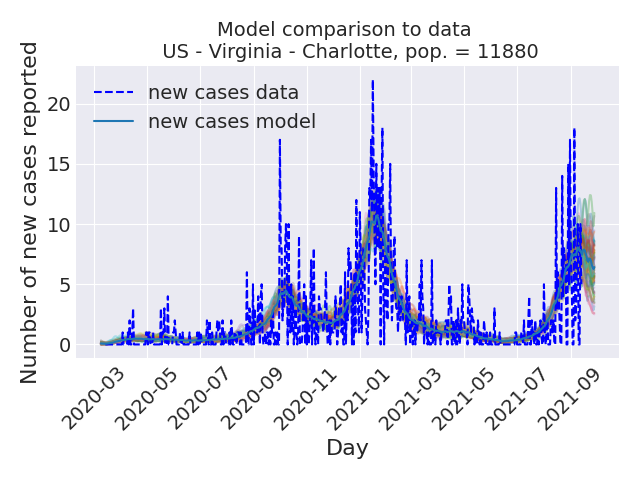 Model comparison to data
US - Virginia - Charlotte, pop. = 11880
Number of new cases reported
20
15
10
5
0
new cases data
new cases model
2020-03
2020-05
2020-07
2020-09
2020-11
2021-01
2021-03
2021-05
2021-07
2021-09
Day